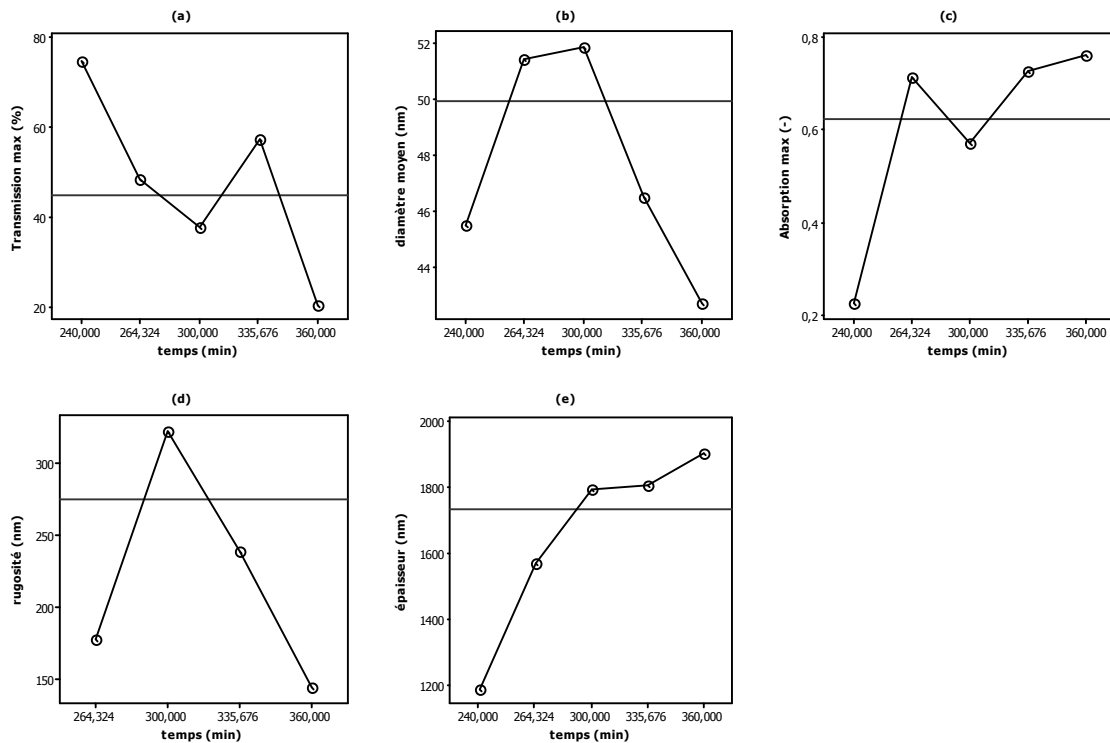 (a)
Transmission max (%)
80
60
40
20
240,000 264,324 300,000 335,676 360,000
temps (min)
(b)
diamètre moyen (nm)
52
50
48
46
44
240,000 264,324 300,000 335,676 360,000
temps (min)
(c)
Absorption max (-)
0,8
0,6
0,4
0,2
240,000 264,324 300,000 335,676 360,000
temps (min)
(d)
rugosité (nm)
300
250
200
150
264,324 300,000 335,676 360,000
temps (min)
(e)
épaisseur (nm)
2000
1800
1600
1400
1200
240,000 264,324 300,000 335,676 360,000
temps (min)